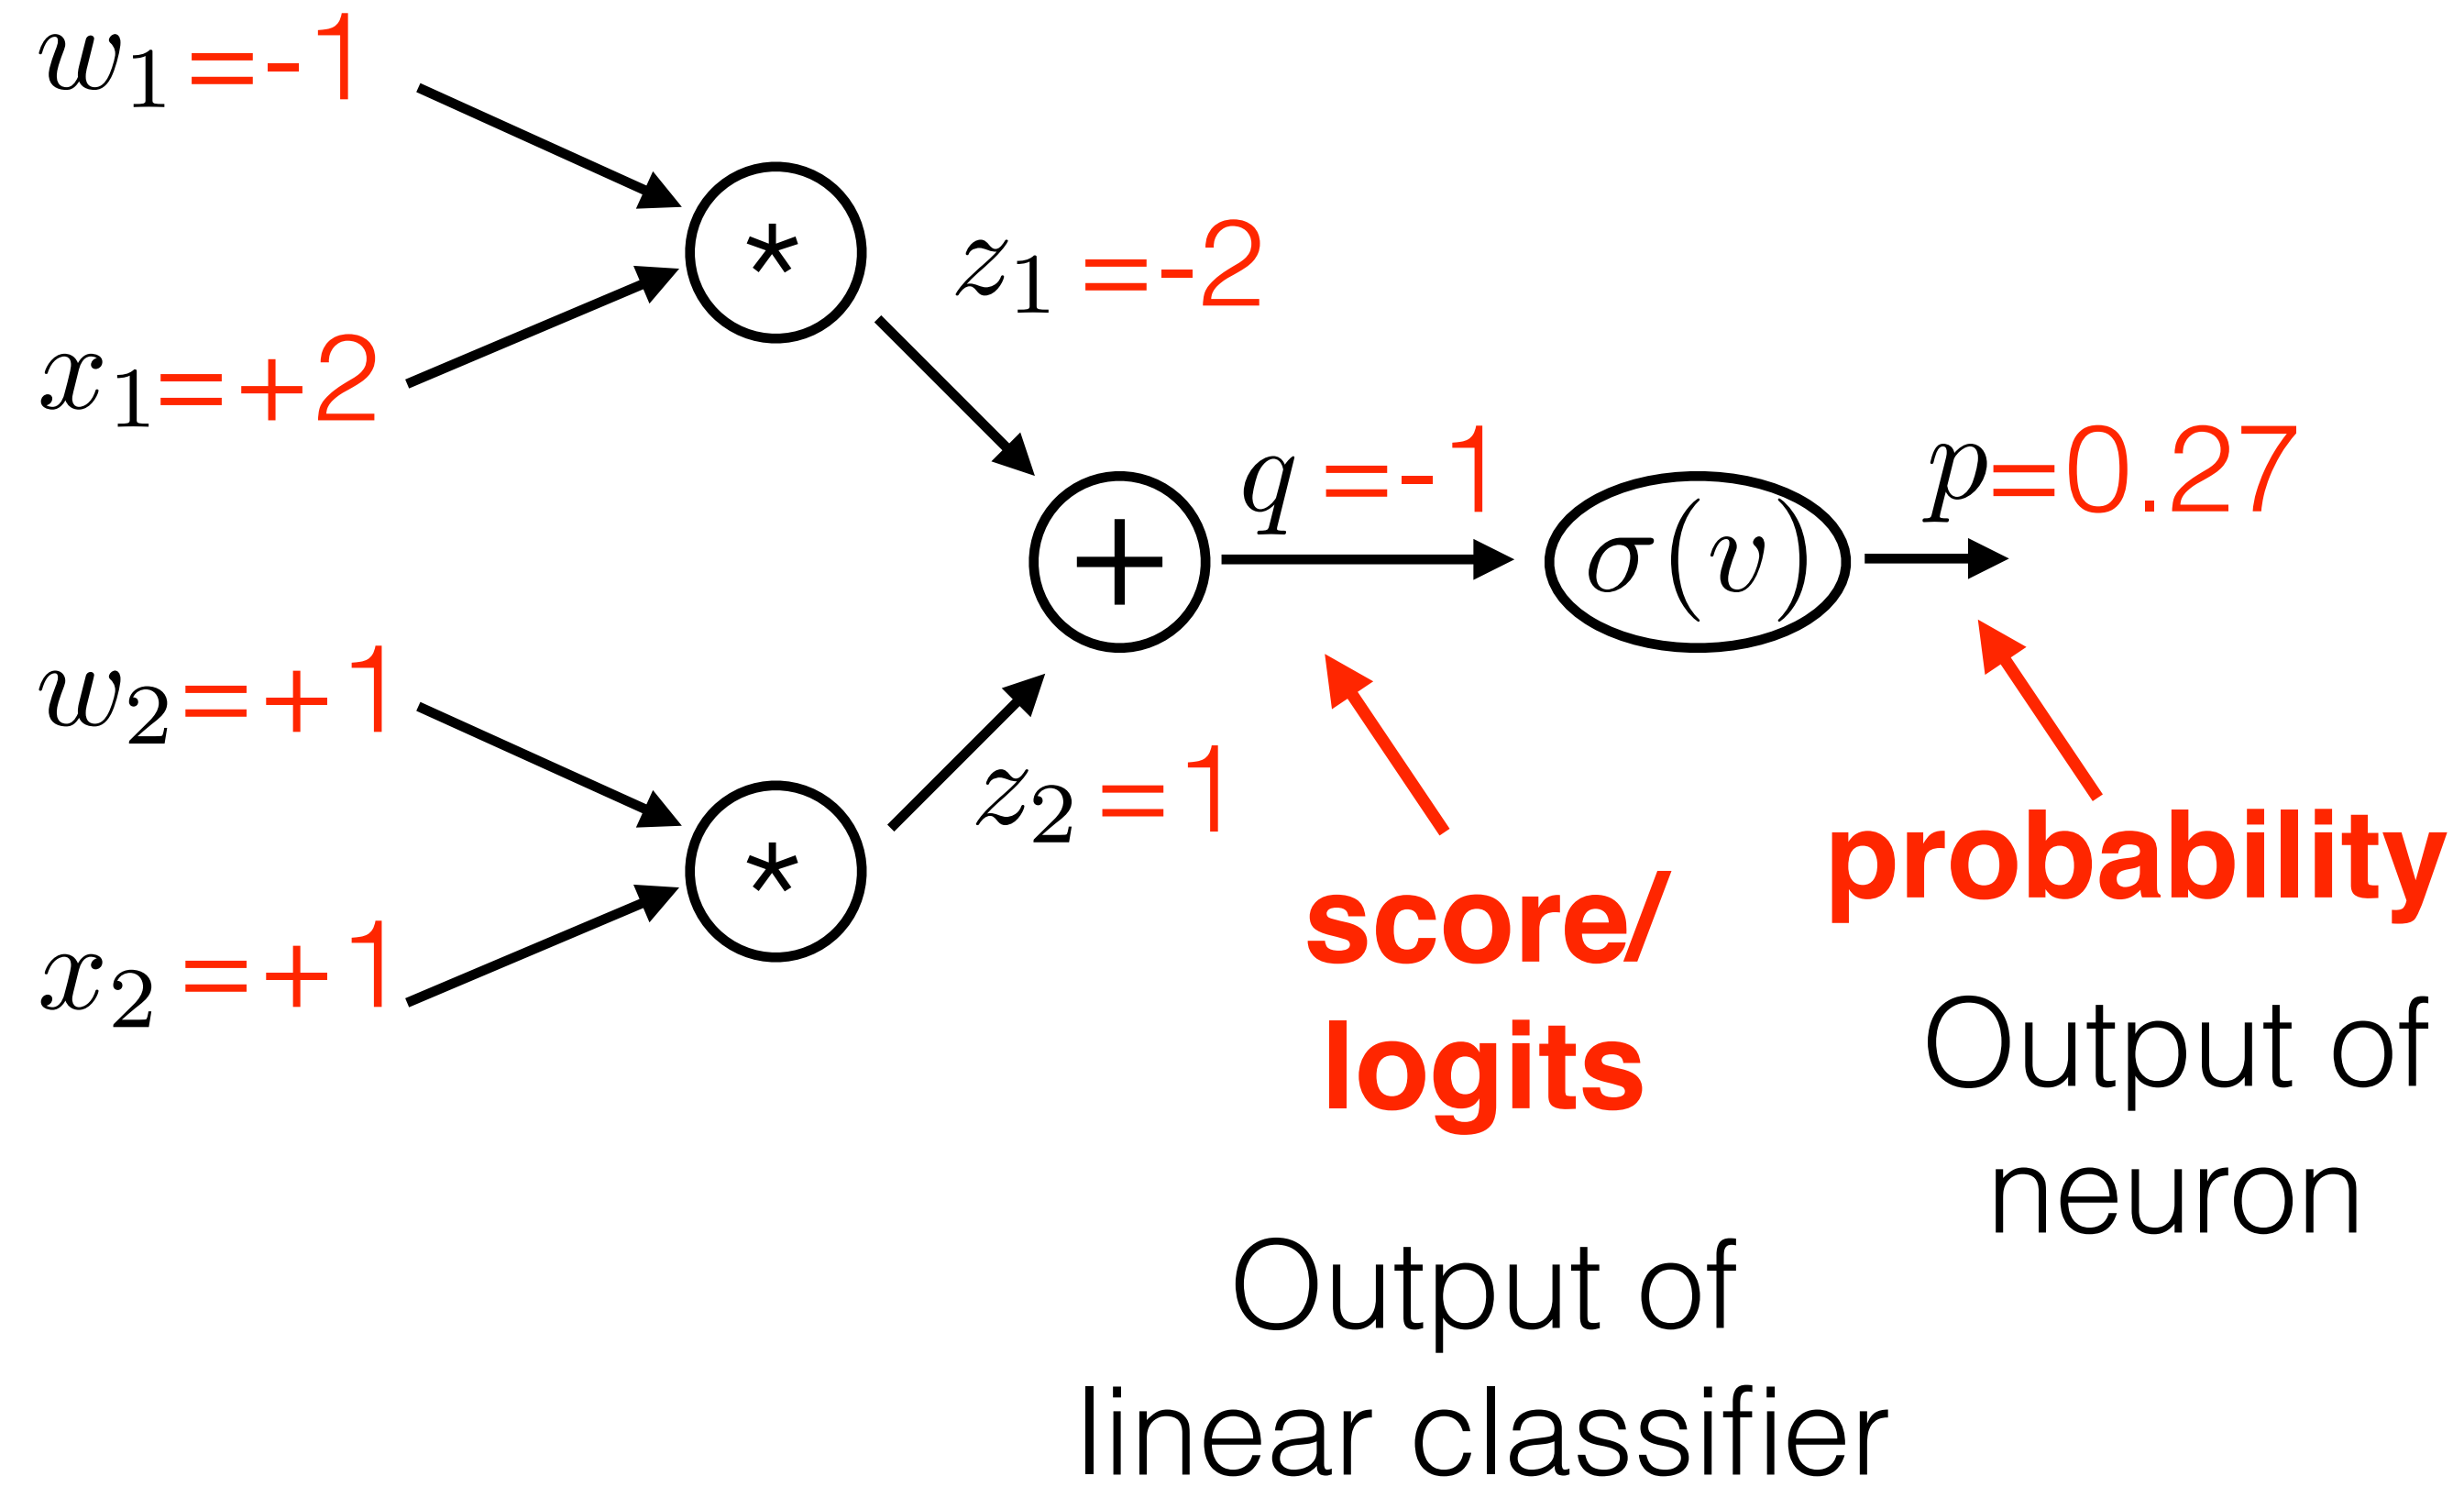 w₁ =-1
x₁=+2
*
z₁ =-2
w₂=+1
x₂ =+1
*
z₂ =1
+
q =-1
σ(v)
p=0.27
score/
logits
Output of
linear classifier
probability
Output of
neuron